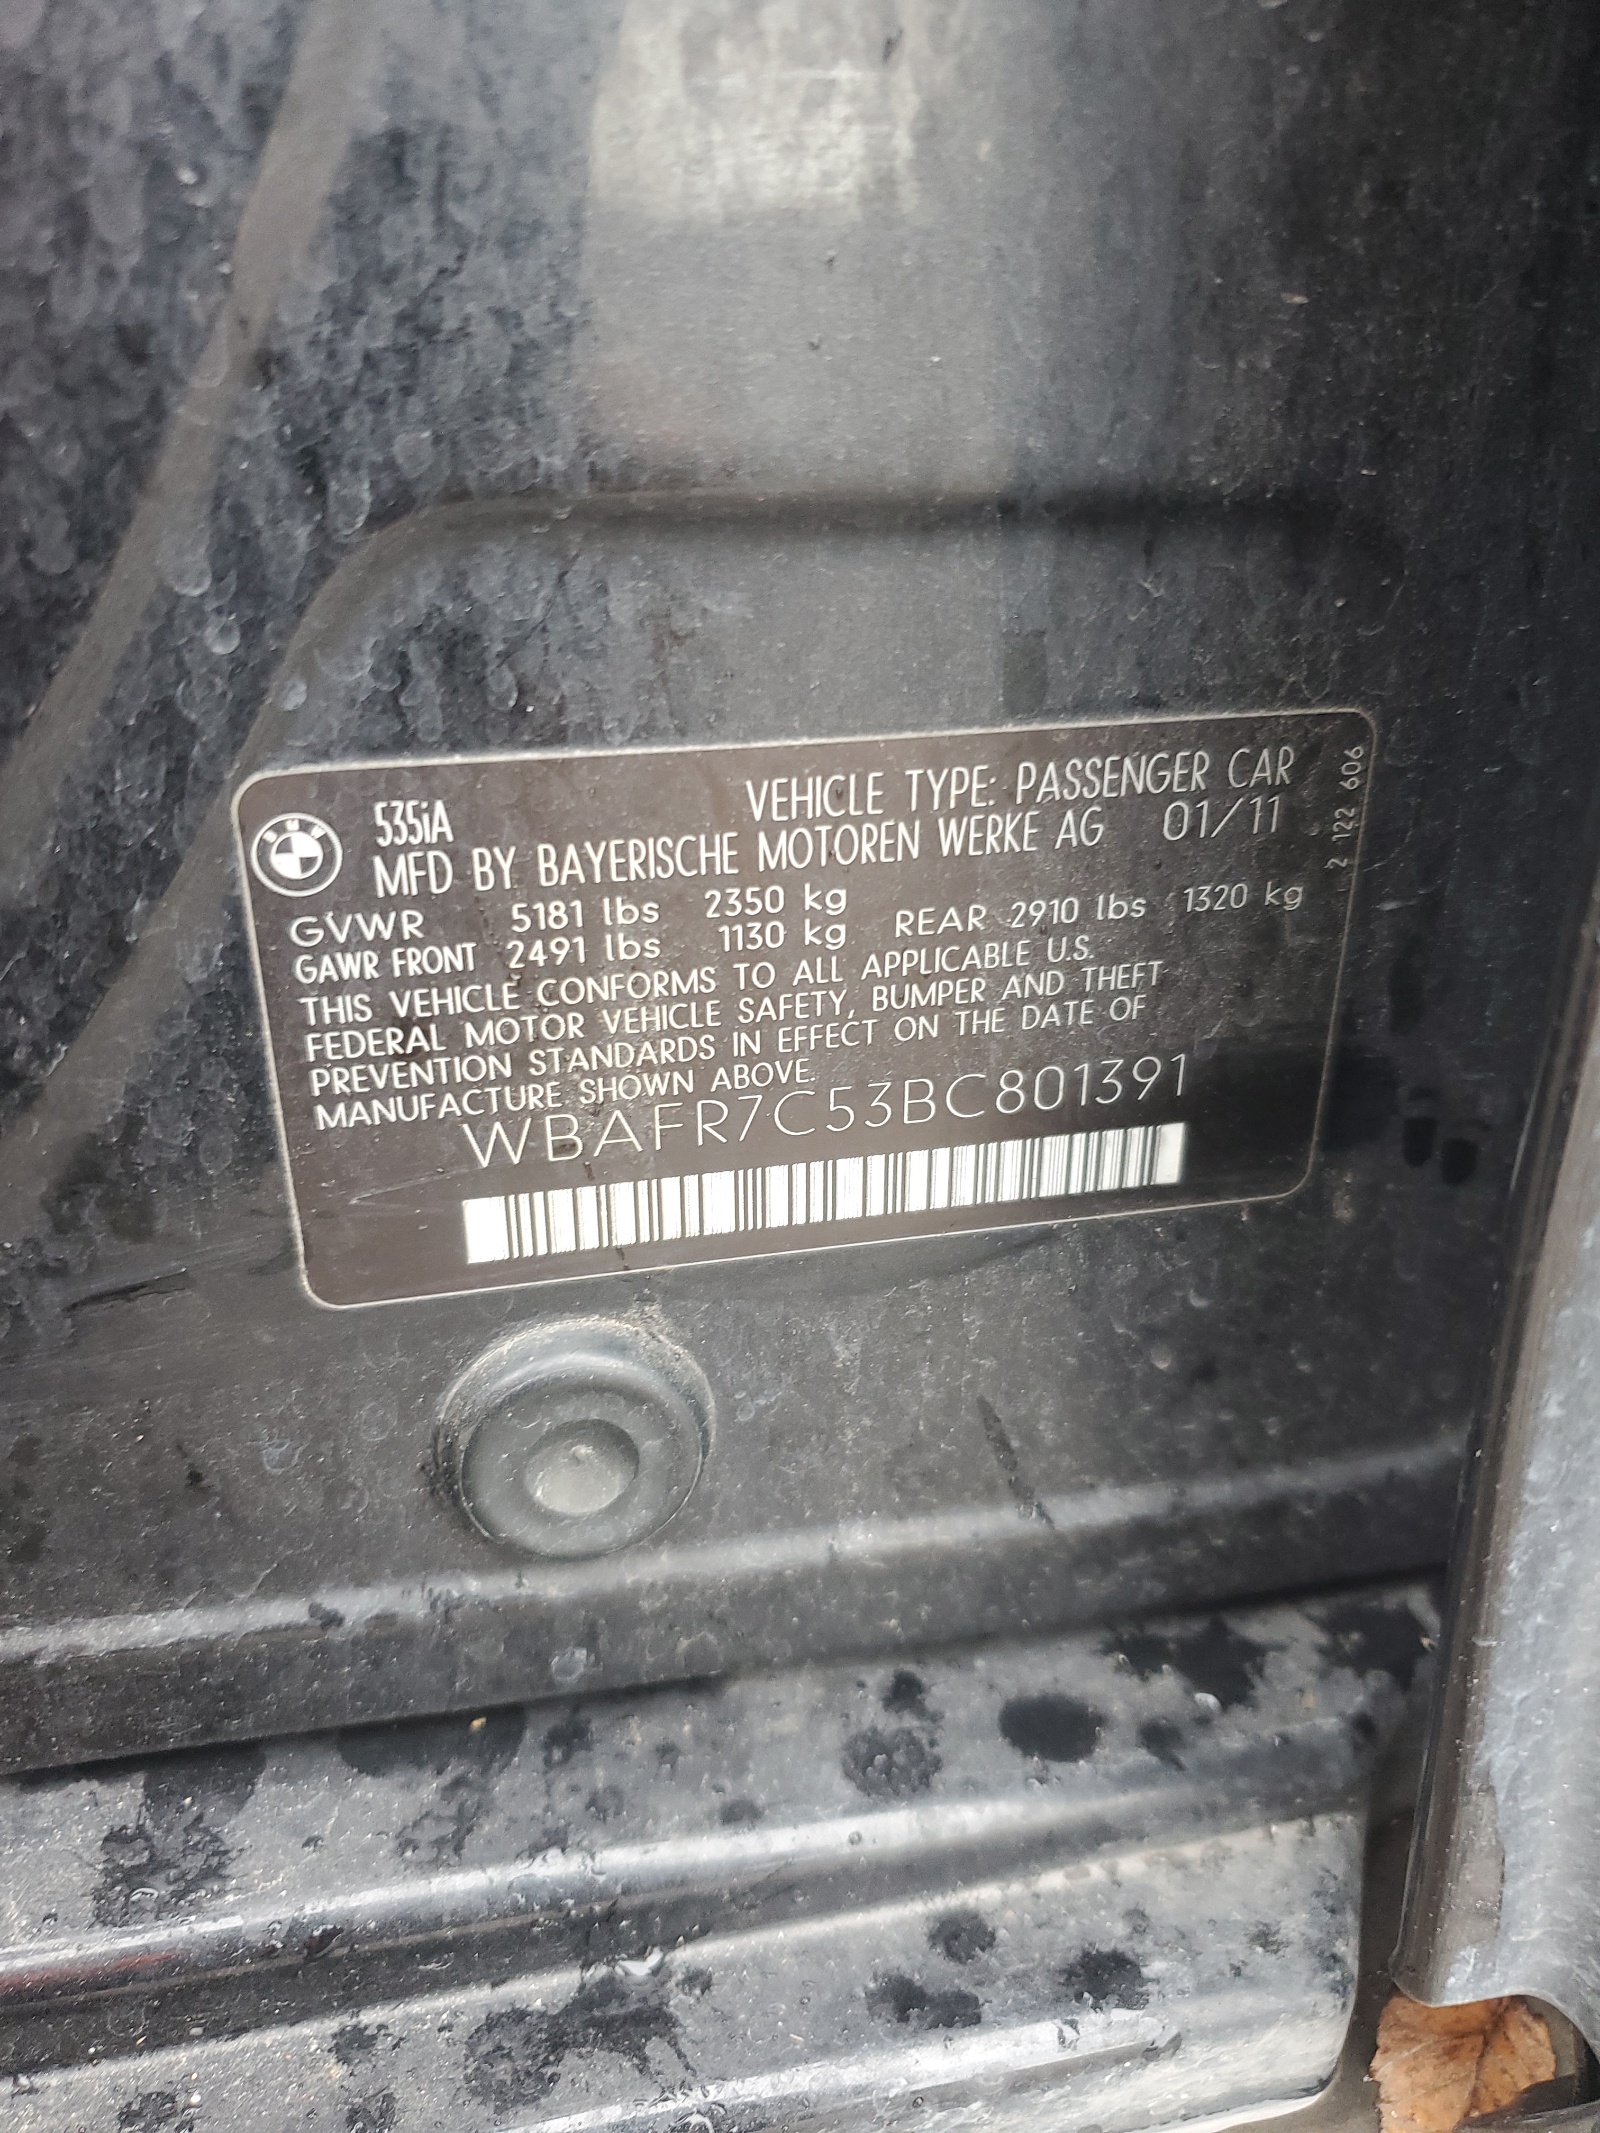 535iA VEHICLE TYPE: PASSENGER CAR
MFD BY BAYERISCHE MOTOREN WERKE AG 01/11
GVWR 5181 lbs 2350 kg
GAWR FRONT 2491 lbs 1130 kg REAR 2910 lbs 1320 kg
THIS VEHICLE CONFORMS TO ALL APPLICABLE U.S.
FEDERAL MOTOR VEHICLE SAFETY, BUMPER AND THEFT
PREVENTION STANDARDS IN EFFECT ON THE DATE OF
MANUFACTURE SHOWN ABOVE.
WBAFR7C53BC801391
2 122 606